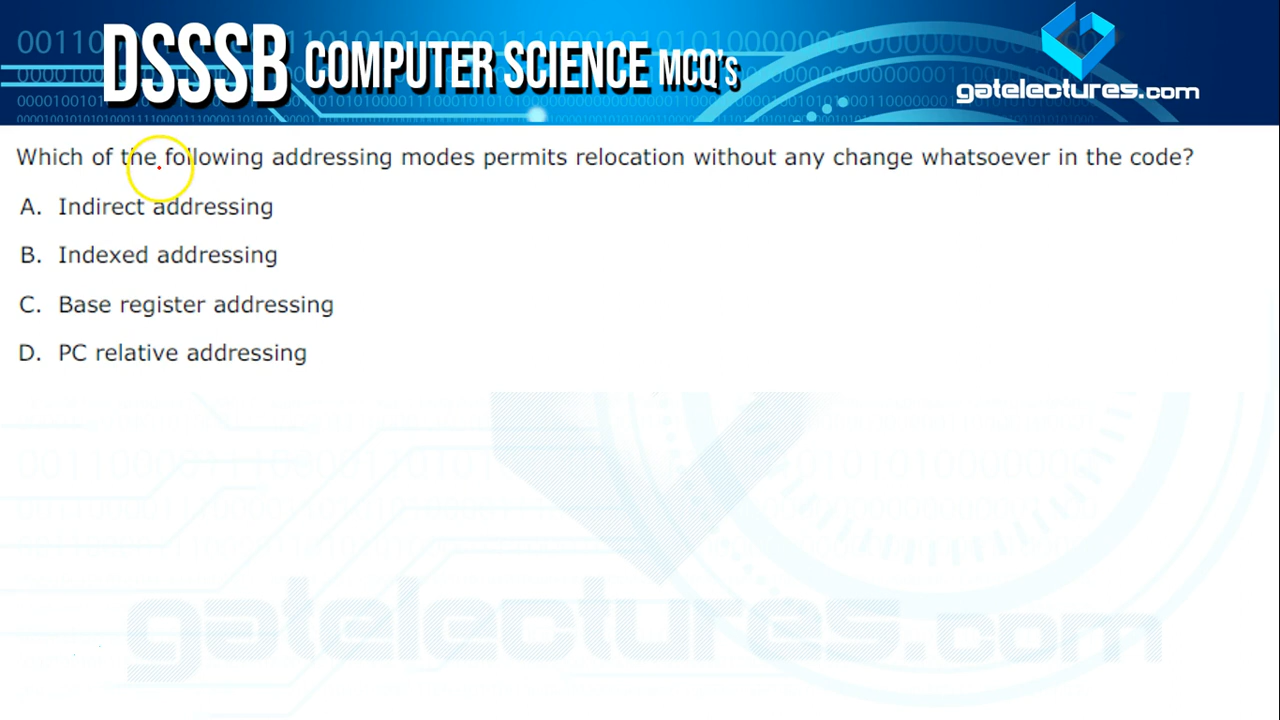 DSSSB COMPUTER SCIENCE MCQ's
gatelectures.com
Which of the following addressing modes permits relocation without any change whatsoever in the code?
A. Indirect addressing
B. Indexed addressing
C. Base register addressing
D. PC relative addressing
gatelectures.com